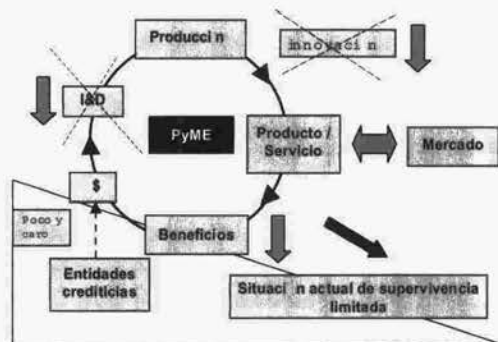 Producci n
innovaci n
I&D
PyME
Producto /
Servicio
Mercado
$
Poco y
caro
Beneficios
Entidades
crediticias
Situaci n actual de supervivencia
limitada